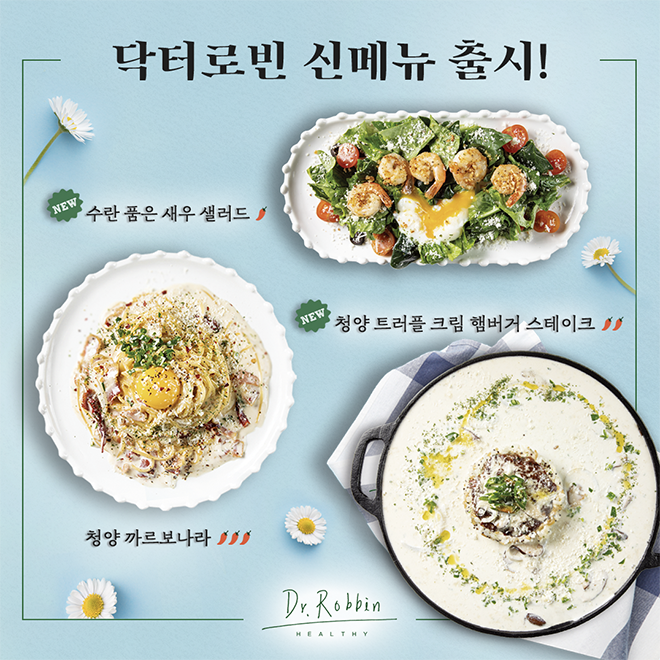 닥터로빈 신메뉴 출시!
NEW 수란 품은 새우 샐러드
NEW 청양 트러플 크림 햄버거 스테이크
청양 까르보나라
Dr. Robbin
HEALTHY